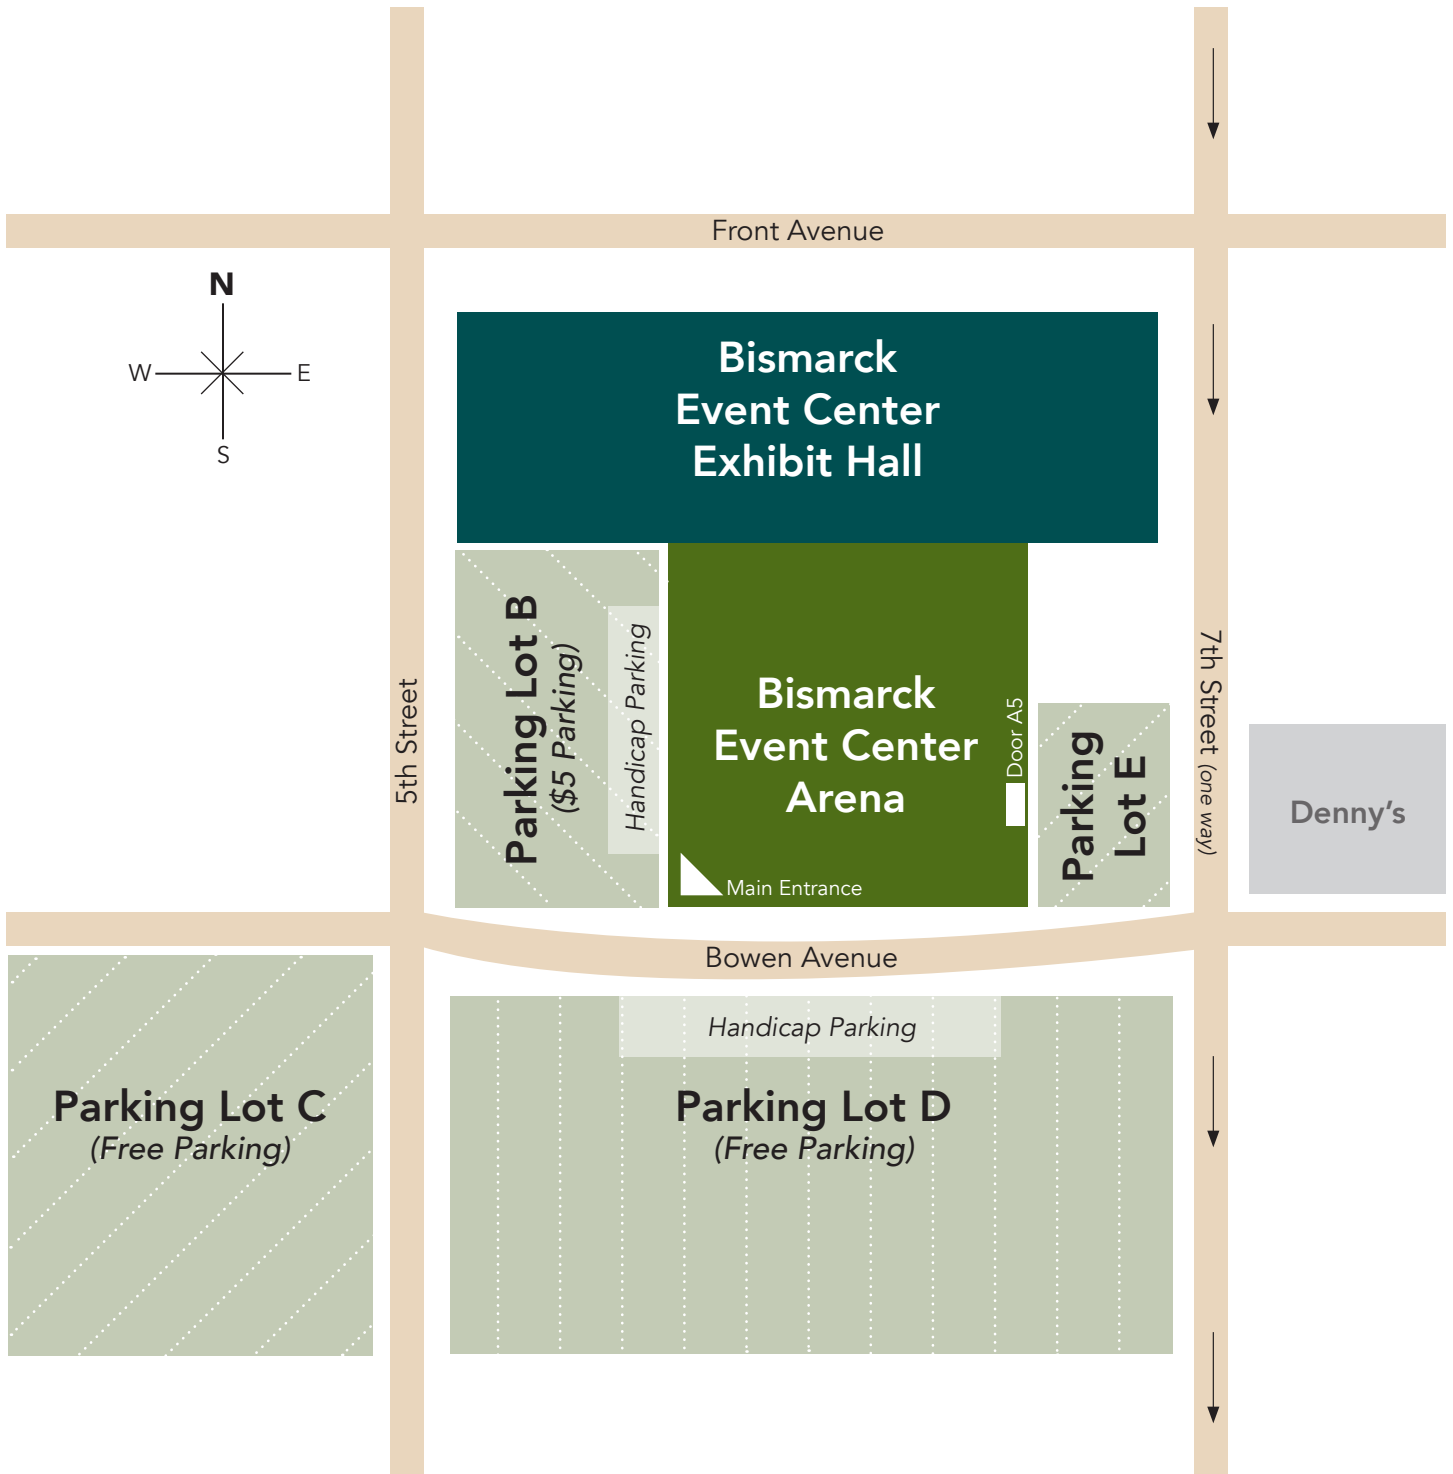 Front Avenue
N
W
E
S
Bismarck
Event Center
Exhibit Hall
5th Street
Parking Lot B
($5 Parking)
Handicap Parking
Bismarck
Event Center
Arena
Door A5
Main Entrance
Parking
Lot E
7th Street (one way)
Denny’s
Bowen Avenue
Parking Lot C
(Free Parking)
Handicap Parking
Parking Lot D
(Free Parking)